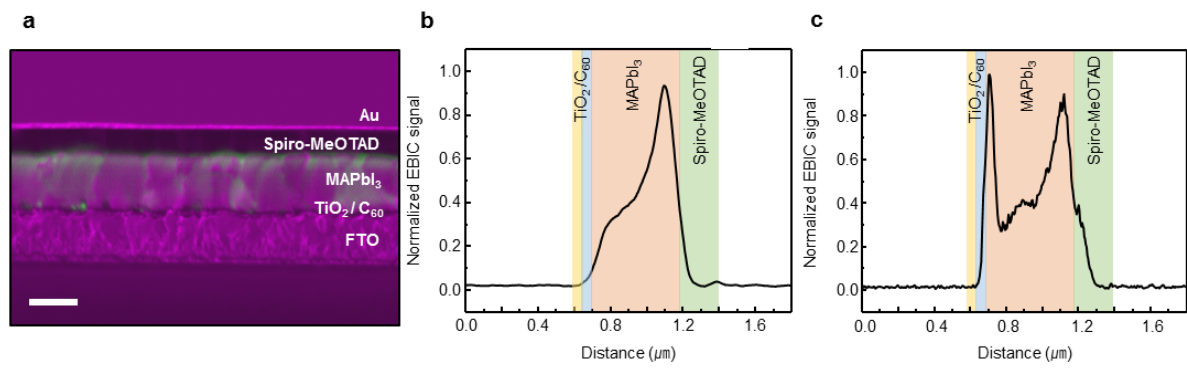 a
Au
Spiro-MeOTAD
MAPbI₃
TiO₂ / C₆₀
FTO
b
Normalized EBIC signal
1.0
0.8
0.6
0.4
0.2
0.0
TiO₂ /C₆₀
MAPbI₃
Spiro-MeOTAD
0.0 0.4 0.8 1.2 1.6
Distance (㎛)
c
Normalized EBIC signal
1.0
0.8
0.6
0.4
0.2
0.0
TiO₂ /C₆₀
MAPbI₃
Spiro-MeOTAD
0.0 0.4 0.8 1.2 1.6
Distance (㎛)